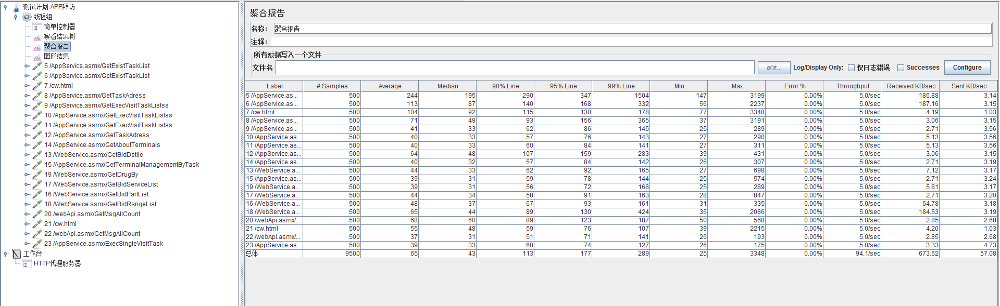 测试计划-APP拜访
线程组
简单控制器
察看结果树
聚合报告
图形结果
5 /AppService.asmx/GetExistTaskList
6 /AppService.asmx/GetExistTaskList
7 /cw.html
8 /AppService.asmx/GetTaskAdress
9 /AppService.asmx/GetExecVisitTaskListss
10 /AppService.asmx/GetExecVisitTaskListss
11 /AppService.asmx/GetExecVisitTaskListss
12 /AppService.asmx/GetTaskAdress
14 /AppService.asmx/GetAboutTerminals
13 /WebService.asmx/GetBidDetile
15 /AppService.asmx/GetTerminalManagementByTask
19 /WebService.asmx/GetDrugBy
17 /WebService.asmx/GetBidServiceList
16 /WebService.asmx/GetBidPartList
18 /WebService.asmx/GetBidRangeList
20 /webApi.asmx/GetMsgAllCount
21 /cw.html
22 /webApi.asmx/GetMsgAllCount
23 /AppService.asmx/ExecSingleVisitTask
工作台
HTTP代理服务器
聚合报告
名称： 聚合报告
注释：
所有数据写入一个文件
文件名 浏览... Log/Display Only: 仅日志错误 Successes Configure
Label # Samples Average Median 90% Line 95% Line 99% Line Min Max Error % Throughput Received KB/sec Sent KB/sec
5 /AppService.as... 500 244 195 290 347 1504 147 3199 0.00% 5.0/sec 186.88 3.14
6 /AppService.as... 500 113 87 140 168 332 56 2237 0.00% 5.0/sec 187.16 3.15
7 /cw.html 500 104 92 115 130 178 77 3348 0.00% 5.0/sec 4.19 1.03
8 /AppService.as... 500 71 49 93 156 365 37 3191 0.00% 5.0/sec 3.06 3.15
9 /AppService.as... 500 41 33 62 86 145 25 289 0.00% 5.0/sec 2.71 3.56
10 /AppService.as... 500 40 33 57 76 143 27 290 0.00% 5.0/sec 5.13 3.56
11 /AppService.as... 500 40 33 60 84 141 27 311 0.00% 5.0/sec 5.13 3.56
12 /AppService.as... 500 64 48 107 159 283 39 431 0.00% 5.0/sec 3.06 3.15
14 /AppService.as... 500 40 32 57 84 142 26 307 0.00% 5.0/sec 2.71 3.19
13 /WebService.a... 500 44 33 62 92 165 27 698 0.00% 5.0/sec 7.12 3.17
15 /AppService.as... 500 39 31 59 78 144 25 574 0.00% 5.0/sec 2.71 3.24
19 /WebService.a... 500 39 31 56 72 168 25 289 0.00% 5.0/sec 5.81 3.17
17 /WebService.a... 500 44 34 58 91 163 28 847 0.00% 5.0/sec 2.71 3.20
16 /WebService.a... 500 48 37 67 93 161 31 335 0.00% 5.0/sec 64.78 3.18
18 /WebService.a... 500 65 44 89 130 424 35 2086 0.00% 5.0/sec 184.53 3.19
20 /webApi.asmx/... 500 68 60 89 123 187 50 568 0.00% 5.0/sec 2.85 2.68
21 /cw.html 500 55 48 59 76 107 39 2215 0.00% 5.0/sec 4.20 1.03
22 /webApi.asmx/... 500 37 31 51 71 141 26 193 0.00% 5.0/sec 2.85 2.68
23 /AppService.as... 500 39 33 60 74 127 26 175 0.00% 5.0/sec 3.33 4.73
总体 9500 65 43 113 177 289 25 3348 0.00% 94.1/sec 673.62 57.08